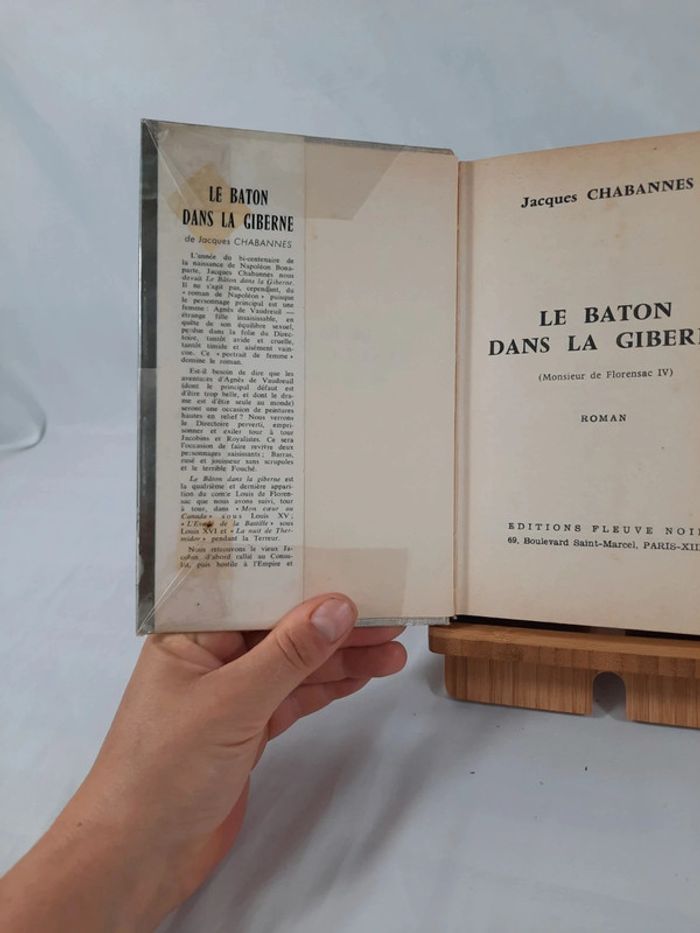 LE BATON
DANS LA GIBERNE
de Jacques CHABANNES
L'année du bi-centenaire de
la naissance de Napoléon Bona-
parte, Jacques Chabannes nous
devait Le Bâton dans la Giberne.
Il ne s'agit pas, cependant, du
« roman de Napoléon » puisque
le personnage principal est une
femme : Agnès de Vaudreuil —
étrange fille insaisissable, en
quête de son équilibre sexuel,
perdue dans la folie du Direc-
toire, tantôt avide et cruelle,
tantôt timide et aisément vain-
cue. Ce « portrait de femme »
domine le roman.
Est-il besoin de dire que les
aventures d'Agnès de Vaudreuil
(dont le principal défaut est
d'être trop belle, et dont le dra-
me est d'être seule au monde)
seront une occasion de peintures
hautes en relief ? Nous verrons
le Directoire perverti, empri-
sonner et exiler tour à tour
Jacobins et Royalistes. Ce sera
l'occasion de faire revivre deux
personnages saisissants ; Barras,
rusé et jouisseur sans scrupules
et le terrible Fouché.
Le Bâton dans la giberne est
la quatrième et dernière appari-
tion du comte Louis de Floren-
sac que nous avons suivi, tour
à tour, dans « Mon cœur au
Canada » sous Louis XV ;
« L'Evadé de la Bastille » sous
Louis XVI et « La nuit de Ther-
midor » pendant la Terreur.
Nous retrouvons le vieux Ja-
cobin d'abord rallié au Consu-
lat, puis hostile à l'Empire et
Jacques CHABANNES
LE BATON
DANS LA GIBERN
(Monsieur de Florensac IV)
ROMAN
EDITIONS FLEUVE NOI
69, Boulevard Saint-Marcel, PARIS-XIII